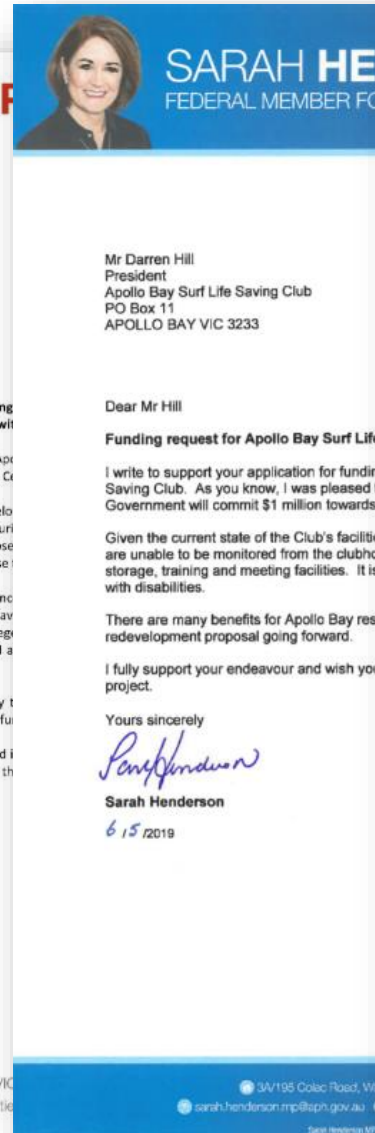 SARAH HE
FEDERAL MEMBER FO
Mr Darren Hill
President
Apollo Bay Surf Life Saving Club
PO Box 11
APOLLO BAY VIC 3233
Dear Mr Hill
Funding request for Apollo Bay Surf Life
I write to support your application for fundin
Saving Club. As you know, I was pleased
Government will commit $1 million towards
Given the current state of the Club's faciliti
are unable to be monitored from the clubho
storage, training and meeting facilities. It is
with disabilities.
There are many benefits for Apollo Bay res
redevelopment proposal going forward.
I fully support your endeavour and wish you
project.
Yours sincerely
Sarah Henderson
Sarah Henderson
6/5/2019
3A/195 Colac Road, W
sarah.henderson.mp@aph.gov.au
Sarah Henderson MP